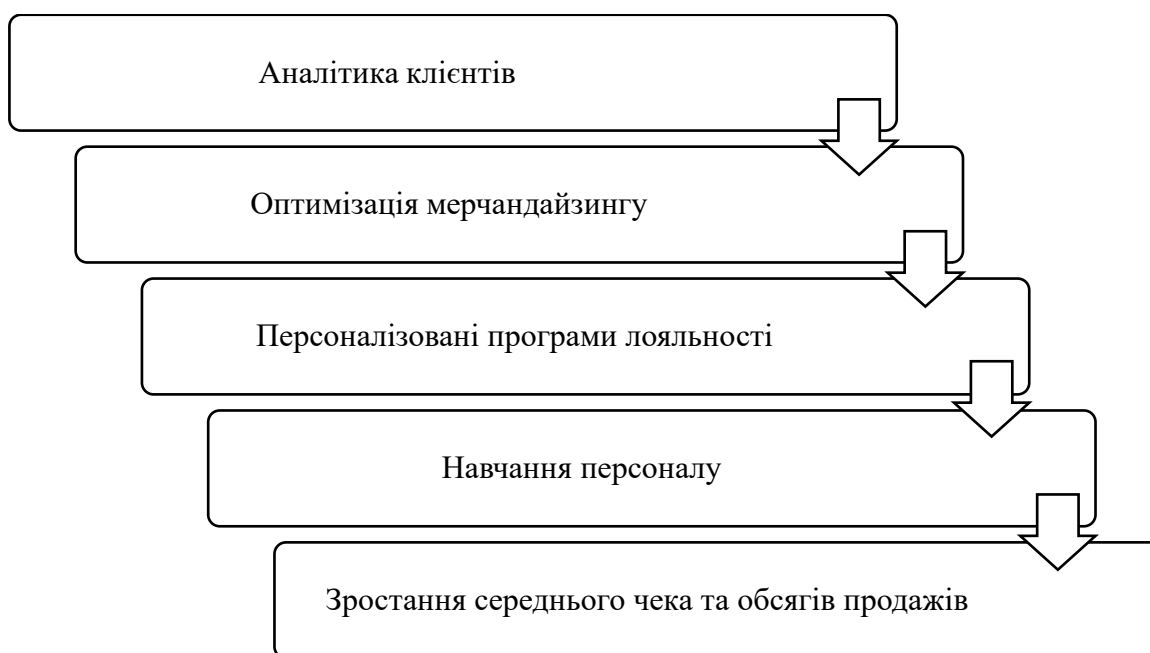 Аналітика клієнтів
Оптимізація мерчандайзингу
Персоналізовані програми лояльності
Навчання персоналу
Зростання середнього чека та обсягів продажів